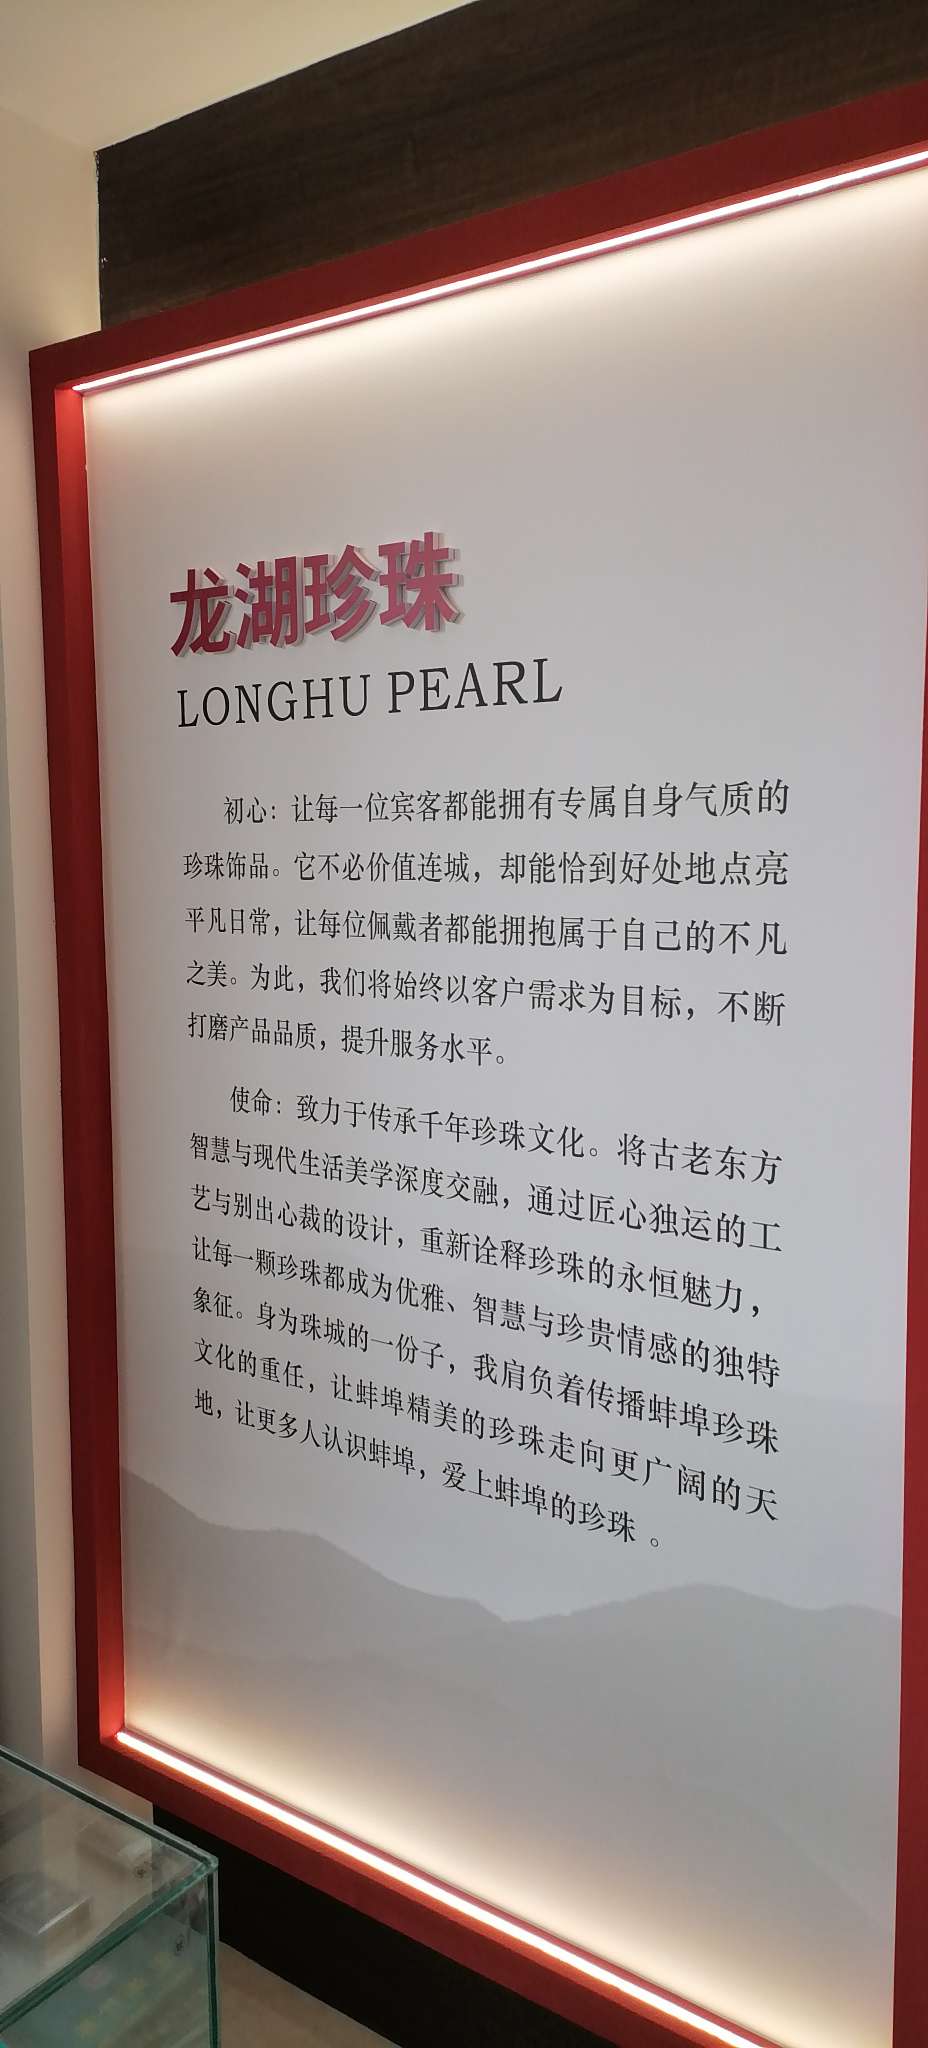 龙湖珍珠
LONGHU PEARL
初心：让每一位宾客都能拥有专属自身气质的
珍珠饰品。它不必价值连城，却能恰到好处地点亮
平凡日常，让每位佩戴者都能拥抱属于自己的不凡
之美。为此，我们将始终以客户需求为目标，不断
打磨产品品质，提升服务水平。
使命：致力于传承千年珍珠文化。将古老东方
智慧与现代生活美学深度交融，通过匠心独运的工
艺与别出心裁的设计，重新诠释珍珠的永恒魅力，
让每一颗珍珠都成为优雅、智慧与珍贵情感的独特
象征。身为珠城的一份子，我肩负着传播蚌埠珍珠
文化的重任，让蚌埠精美的珍珠走向更广阔的天
地，让更多人认识蚌埠，爱上蚌埠的珍珠 。